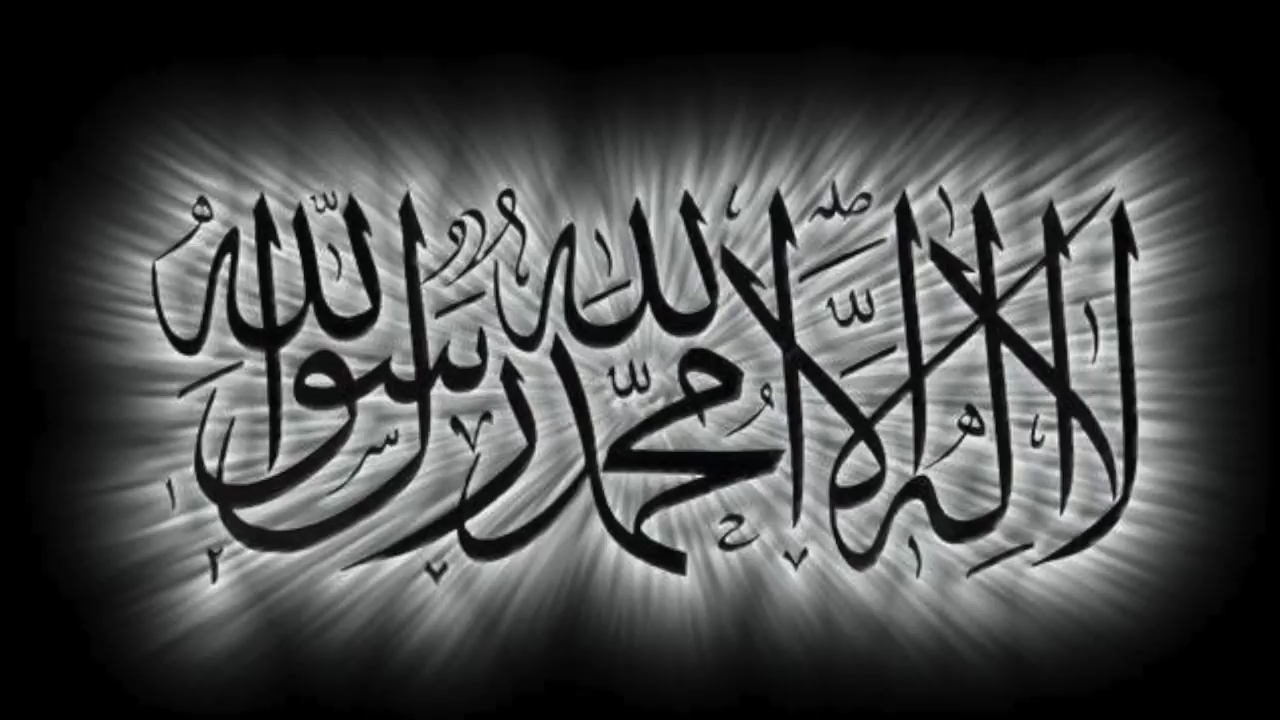 لا إله إلا الله محمد رسول الله